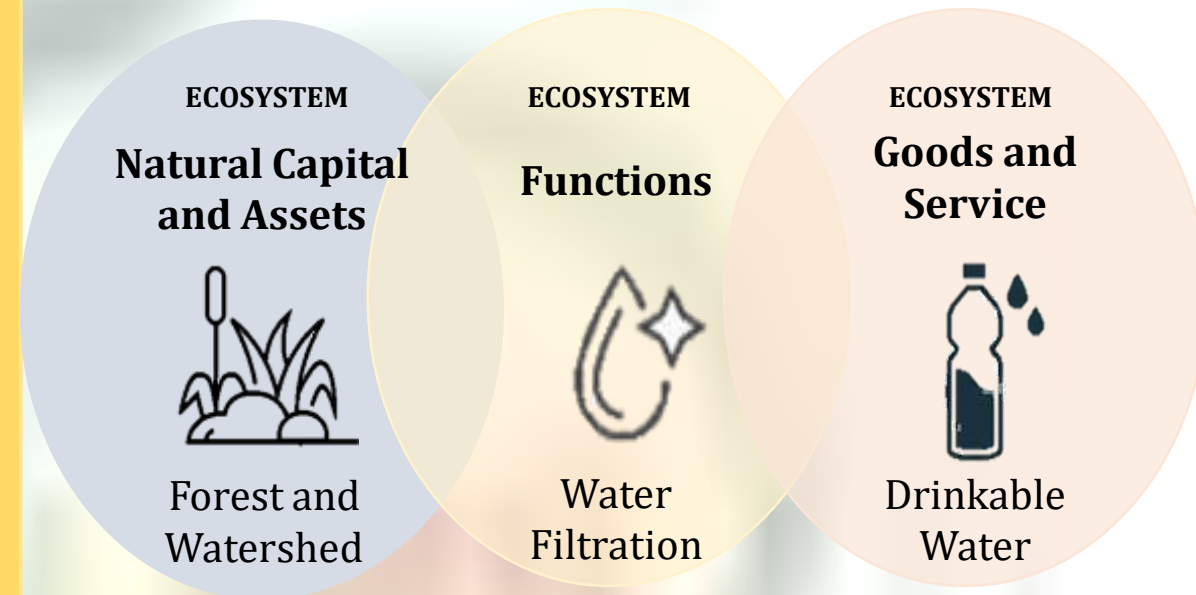 ECOSYSTEM
Natural Capital
and Assets
Forest and
Watershed
ECOSYSTEM
Functions
Water
Filtration
ECOSYSTEM
Goods and
Service
Drinkable
Water